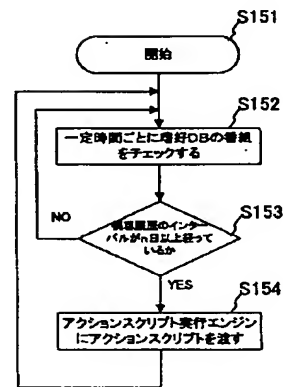 S151
開始
S152
一定時間ごとに嗜好DBの番組
をチェックする
S153
視聴履歴のインター
バルがn日以上経って
いるか
NO
YES
S154
アクションスクリプト実行エンジン
にアクションスクリプトを渡す